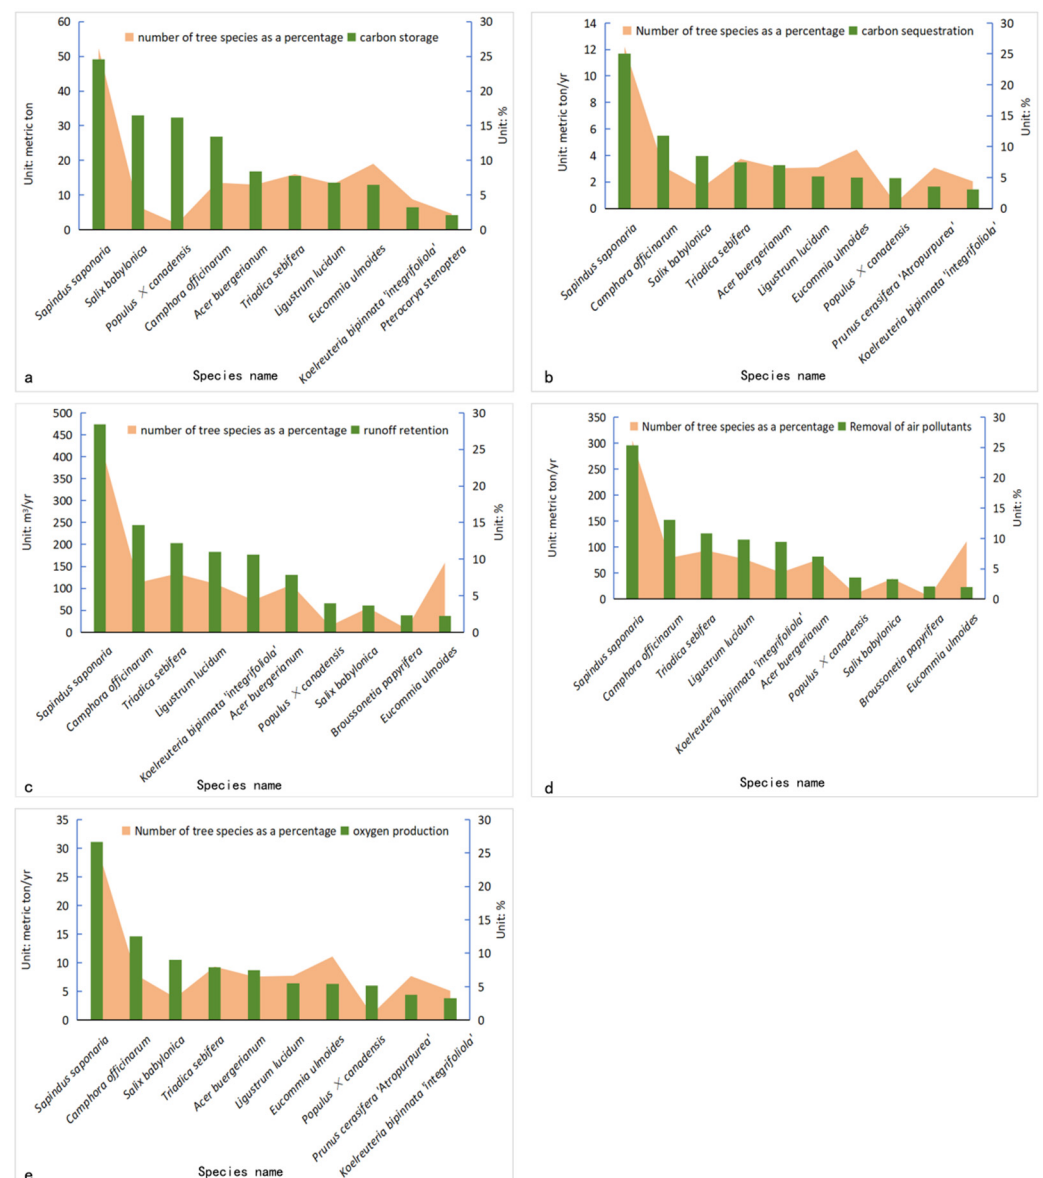 60
50
40
30
20
10
0
30
25
20
15
10
5
0
number of tree species as a percentage carbon storage
Unit: metric ton
Unit: %
Sapindus saponaria
Salix babylonica
Populus × canadensis
Camphora officinarum
Acer buergerianum
Triadica sebifera
Ligustrum lucidum
Eucommia ulmoides
Koelreuteria bipinnata 'integrifoliola'
Pterocarya stenoptera
a
Species name
14
12
10
8
6
4
2
0
30
25
20
15
10
5
0
Number of tree species as a percentage carbon sequestration
Unit: metric ton/yr
Unit: %
Sapindus saponaria
Camphora officinarum
Salix babylonica
Triadica sebifera
Acer buergerianum
Ligustrum lucidum
Eucommia ulmoides
Populus × canadensis
Prunus cerasifera 'Atropurpurea'
Koelreuteria bipinnata 'integrifoliola'
b
Species name
500
450
400
350
300
250
200
150
100
50
0
30
25
20
15
10
5
0
number of tree species as a percentage runoff retention
Unit: m³/yr
Unit: %
Sapindus saponaria
Camphora officinarum
Triadica sebifera
Ligustrum lucidum
Koelreuteria bipinnata 'integrifoliola'
Acer buergerianum
Populus × canadensis
Salix babylonica
Broussonetia papyrifera
Eucommia ulmoides
c
Species name
350
300
250
200
150
100
50
0
30
25
20
15
10
5
0
Number of tree species as a percentage Removal of air pollutants
Unit: metric ton/yr
Unit: %
Sapindus saponaria
Camphora officinarum
Triadica sebifera
Ligustrum lucidum
Koelreuteria bipinnata 'integrifoliola'
Acer buergerianum
Populus × canadensis
Salix babylonica
Broussonetia papyrifera
Eucommia ulmoides
d
Species name
35
30
25
20
15
10
5
0
30
25
20
15
10
5
0
Number of tree species as a percentage oxygen production
Unit: metric ton/yr
Unit: %
Sapindus saponaria
Camphora officinarum
Salix babylonica
Triadica sebifera
Acer buergerianum
Ligustrum lucidum
Eucommia ulmoides
Populus × canadensis
Prunus cerasifera 'Atropurpurea'
Koelreuteria bipinnata 'integrifoliola'
e
Species name